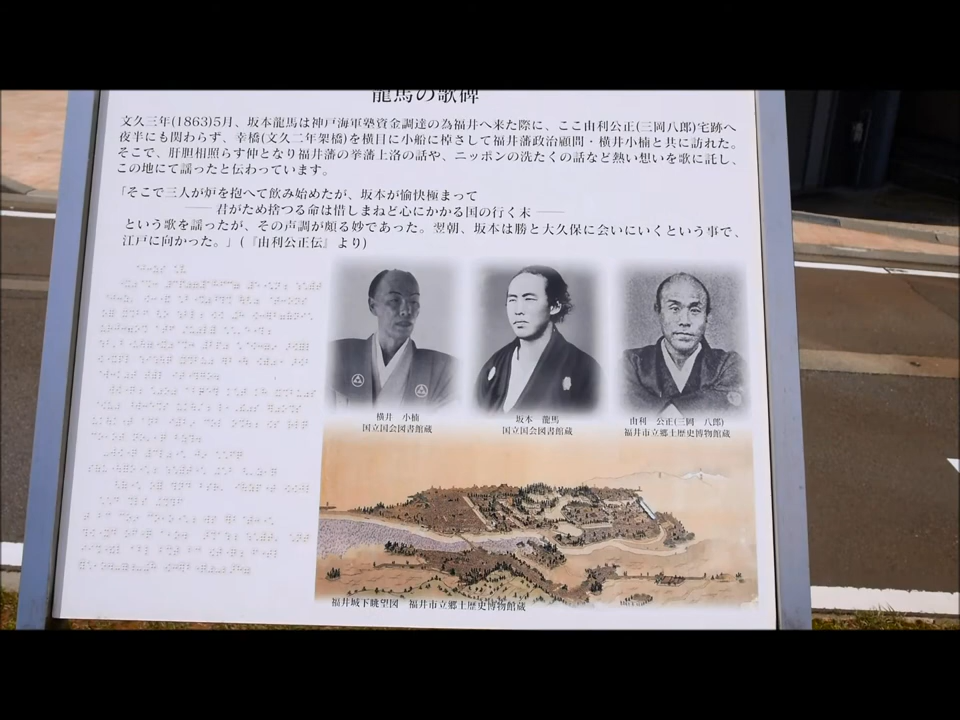 龍馬の歌碑
文久三年(1863)5月、坂本龍馬は神戸海軍塾資金調達の為福井へ来た際に、ここ由利公正(三岡八郎)宅跡へ
夜半にも関わらず、幸橋(文久二年架橋)を横目に小船に棹さして福井藩政治顧問・横井小楠と共に訪れた。
そこで、肝胆相照らす仲となり福井藩の挙藩上洛の話や、ニッポンの洗たくの話など熱い想いを歌に託し、
この地にて謡ったと伝わっています。
「そこで三人が炉を抱へて飲み始めたが、坂本が愉快極まって
―― 君がため捨つる命は惜しまねど心にかかる国の行く末 ――
という歌を謡ったが、その声調が頗る妙であった。翌朝、坂本は勝と大久保に会いにいくという事で、
江戸に向かった。」(『由利公正伝』より)
横井 小楠
国立国会図書館蔵
坂本 龍馬
国立国会図書館蔵
由利 公正(三岡 八郎)
福井市立郷土歴史博物館蔵
福井城下眺望図 福井市立郷土歴史博物館蔵